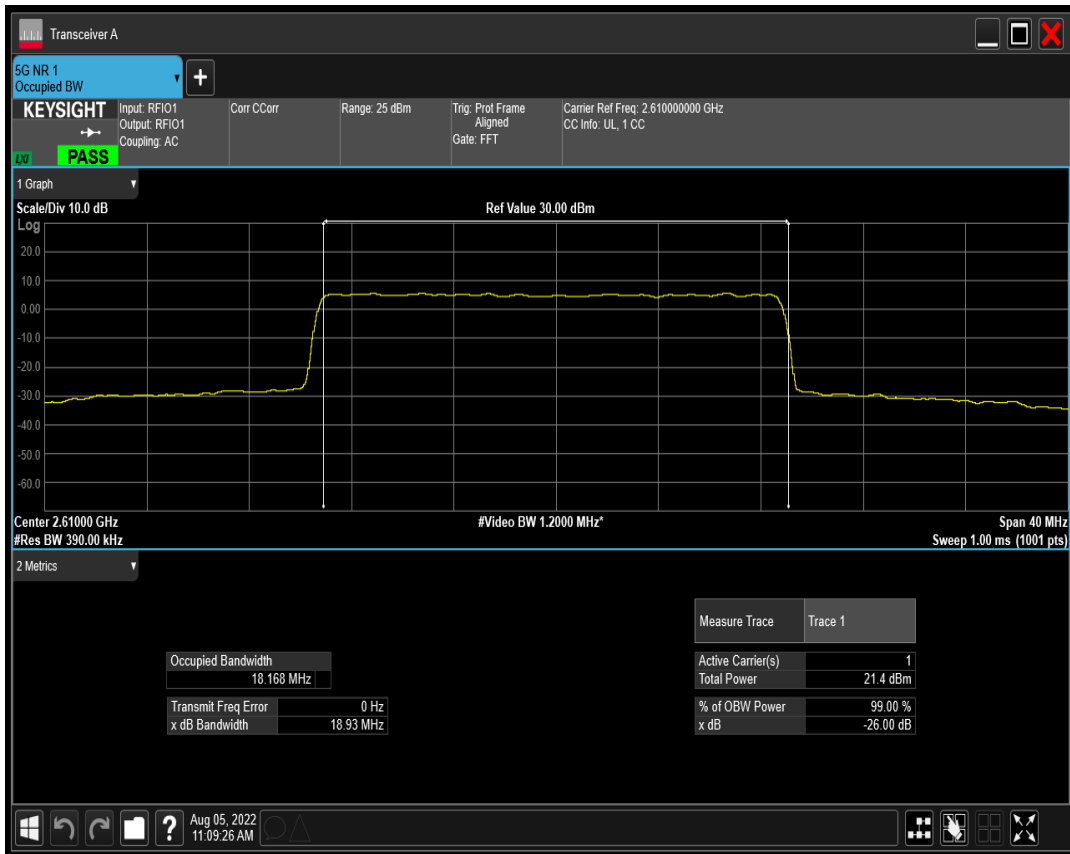 Transceiver A
5G NR 1
Occupied BW
+
KEYSIGHT
Input: RFIO1
Output: RFIO1
Coupling: AC
Corr CCorr
Range: 25 dBm
Trig: Prot Frame
Aligned
Gate: FFT
Carrier Ref Freq: 2.610000000 GHz
CC Info: UL, 1 CC
LXI
PASS
1 Graph
Scale/Div 10.0 dB
Ref Value 30.00 dBm
Log
20.0
10.0
0.00
-10.0
-20.0
-30.0
-40.0
-50.0
-60.0
Center 2.61000 GHz
#Video BW 1.2000 MHz*
Span 40 MHz
#Res BW 390.00 kHz
Sweep 1.00 ms (1001 pts)
2 Metrics
Measure Trace Trace 1
Occupied Bandwidth
18.168 MHz
Active Carrier(s) 1
Total Power 21.4 dBm
Transmit Freq Error 0 Hz
x dB Bandwidth 18.93 MHz
% of OBW Power 99.00 %
x dB -26.00 dB
?
Aug 05, 2022
11:09:26 AM